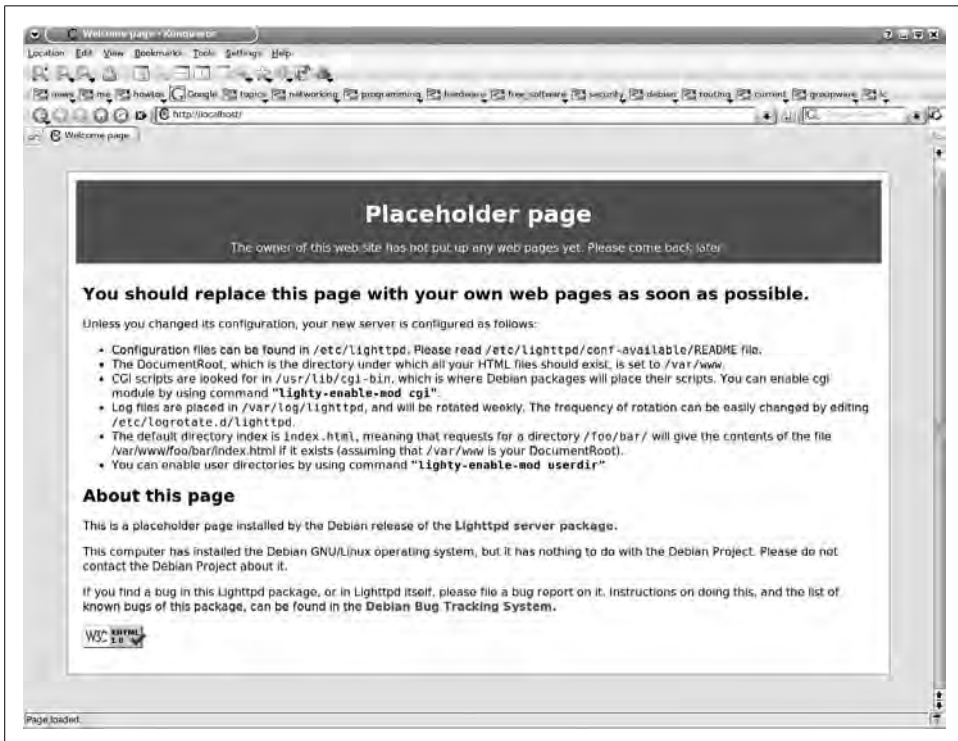 Welcome page - Konqueror
Location Edit View Bookmarks Tools Settings Help
news me howtos Google topics networking programming hardware free_software security debian routing current groupware
http://localhost/
Welcome page
Placeholder page
The owner of this web site has not put up any web pages yet. Please come back later.
You should replace this page with your own web pages as soon as possible.
Unless you changed its configuration, your new server is configured as follows:
• Configuration files can be found in /etc/lighttpd. Please read /etc/lighttpd/conf-available/README file.
• The DocumentRoot, which is the directory under which all your HTML files should exist, is set to /var/www.
• CGI scripts are looked for in /usr/lib/cgi-bin, which is where Debian packages will place their scripts. You can enable cgi
module by using command "lighty-enable-mod cgi".
• Log files are placed in /var/log/lighttpd, and will be rotated weekly. The frequency of rotation can be easily changed by editing
/etc/logrotate.d/lighttpd.
• The default directory index is index.html, meaning that requests for a directory /foo/bar/ will give the contents of the file
/var/www/foo/bar/index.html if it exists (assuming that /var/www is your DocumentRoot).
• You can enable user directories by using command "lighty-enable-mod userdir"
About this page
This is a placeholder page installed by the Debian release of the Lighttpd server package.
This computer has installed the Debian GNU/Linux operating system, but it has nothing to do with the Debian Project. Please do not
contact the Debian Project about it.
If you find a bug in this Lighttpd package, or in Lighttpd itself, please file a bug report on it. Instructions on doing this, and the list of
known bugs of this package, can be found in the Debian Bug Tracking System.
W3C XHTML 1.0
Page loaded.